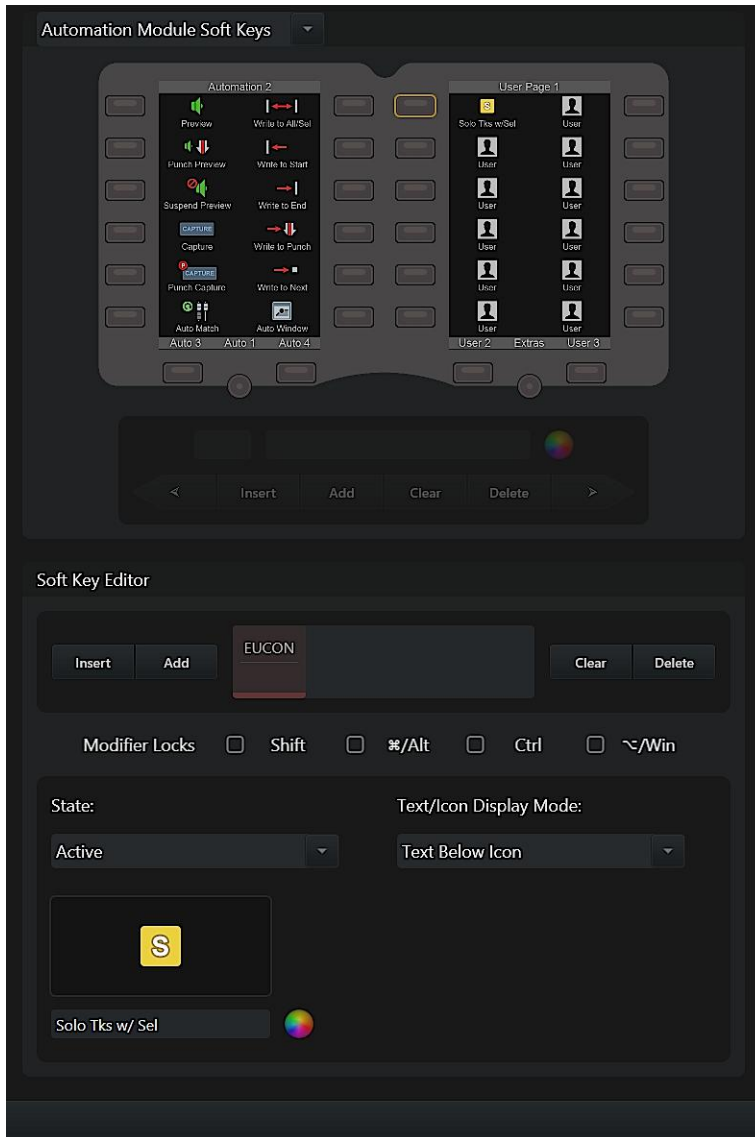 Automation Module Soft Keys
Automation 2
User Page 1
Preview
Write to All/Sel
S
Solo Tks w/Sel
User
Punch Preview
Write to Start
User
User
Suspend Preview
Write to End
User
User
CAPTURE
Capture
Write to Punch
User
User
P
CAPTURE
Punch Capture
Write to Next
User
User
Auto Match
Auto Window
User
User
Auto 3 Auto 1 Auto 4
User 2 Extras User 3
< Insert Add Clear Delete >
Soft Key Editor
Insert Add EUCON Clear Delete
Modifier Locks Shift ⌘/Alt Ctrl ⌥/Win
State: Text/Icon Display Mode:
Active Text Below Icon
S
Solo Tks w/ Sel